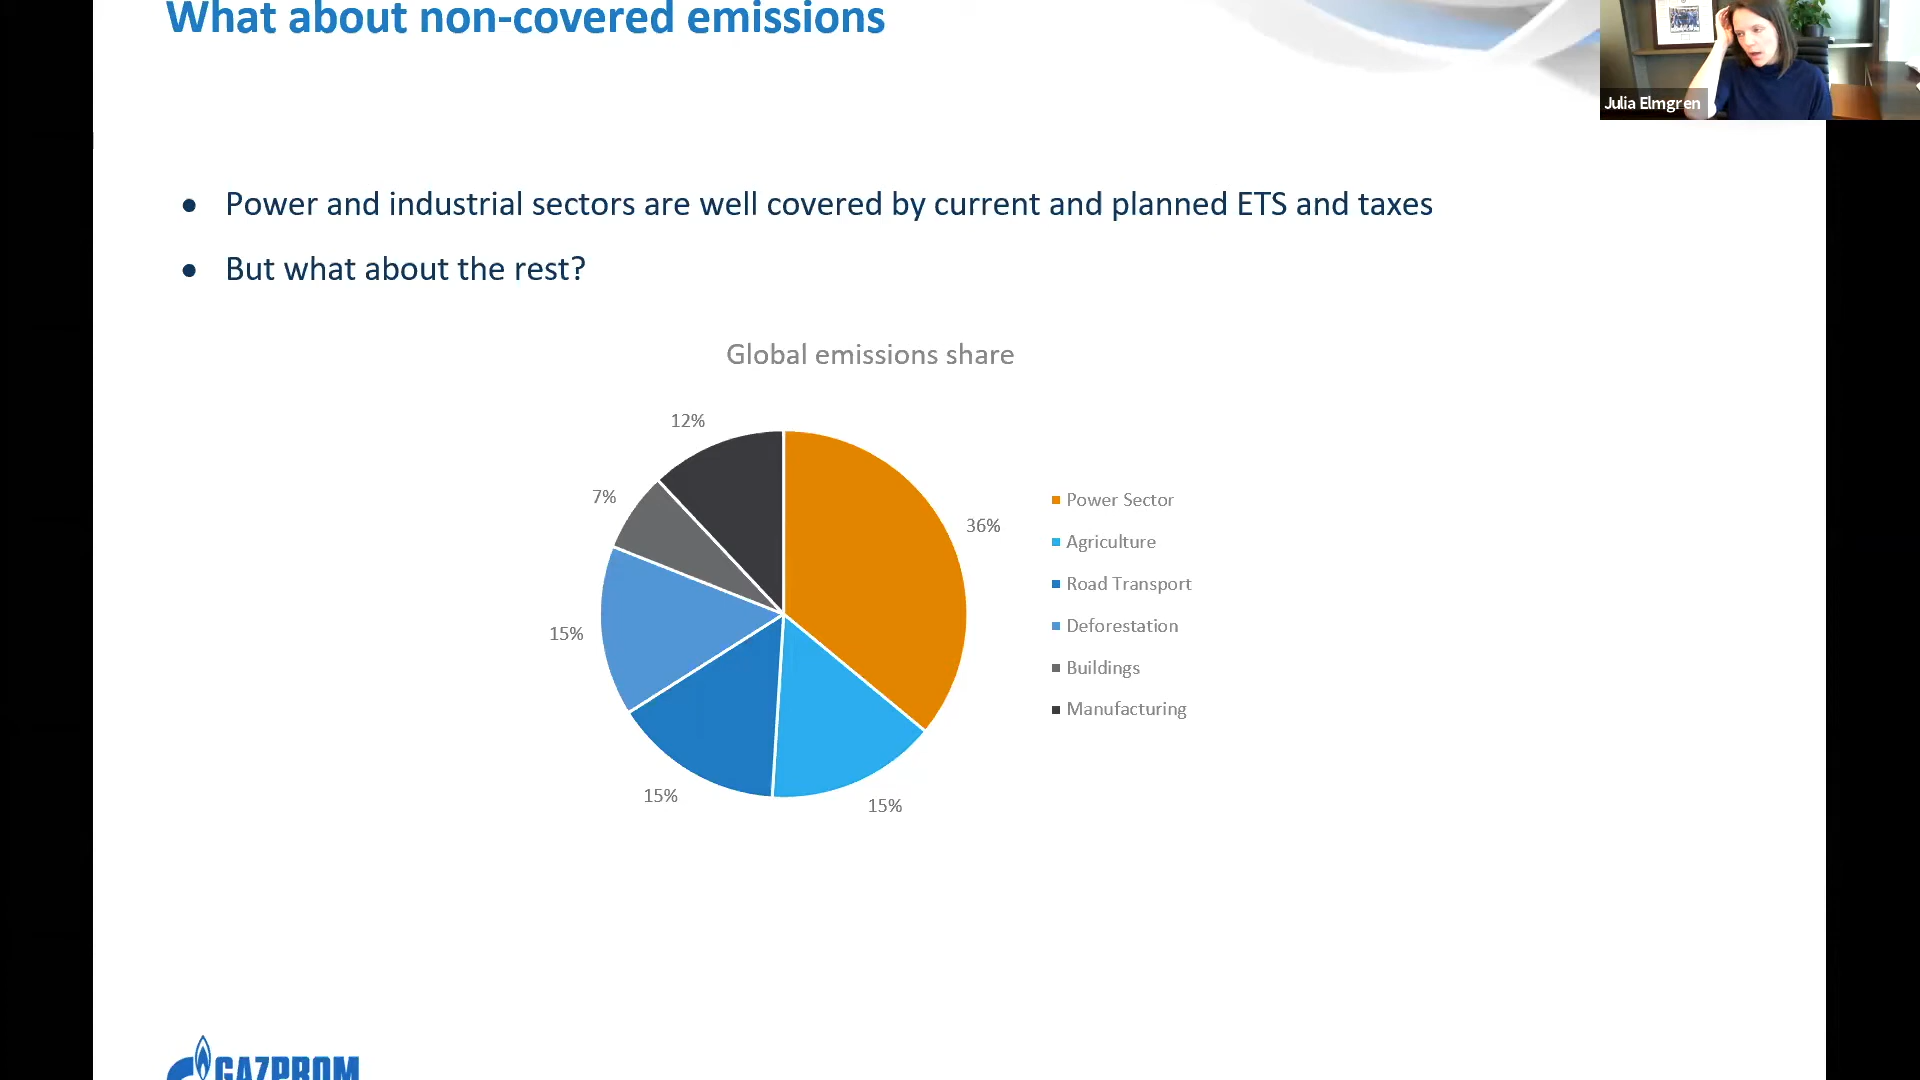 What about non-covered emissions
Julia Elmgren
• Power and industrial sectors are well covered by current and planned ETS and taxes
• But what about the rest?
Global emissions share
12%
7%
36%
15%
15%
15%
Power Sector
Agriculture
Road Transport
Deforestation
Buildings
Manufacturing
GAZPROM